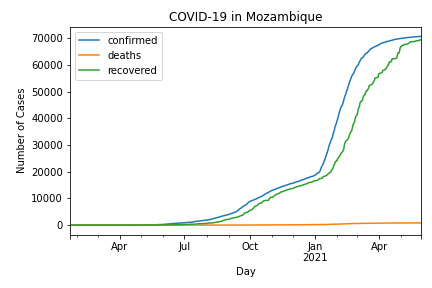 COVID-19 in Mozambique
confirmed
deaths
recovered
70000
60000
50000
40000
30000
20000
10000
0
Number of Cases
Apr Jul Oct Jan Apr
2021
Day